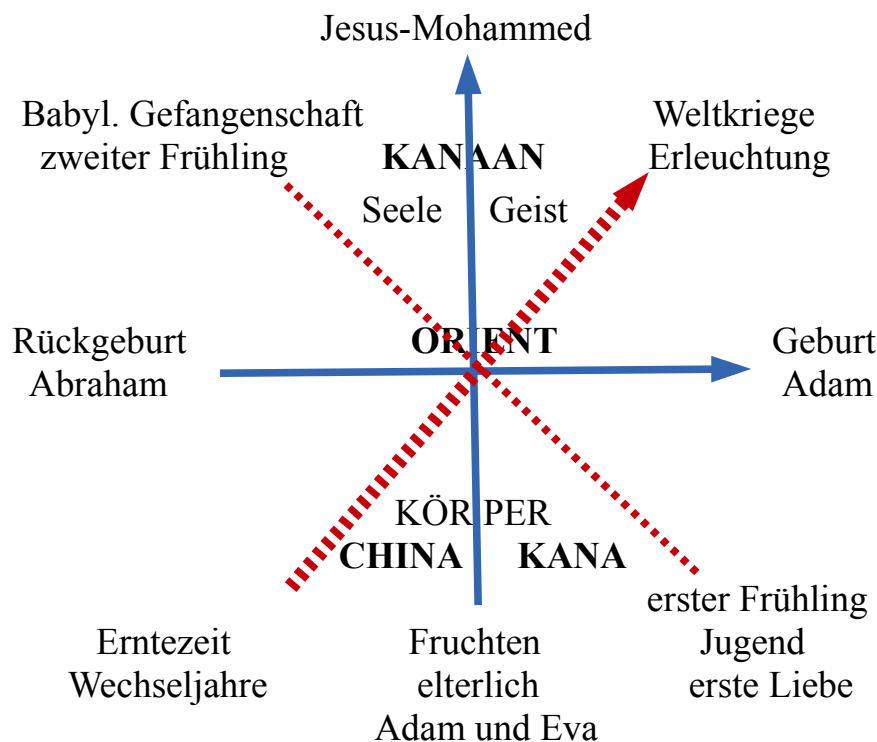 Jesus-Mohammed
Babyl. Gefangenschaft
zweiter Frühling
Weltkriege
Erleuchtung
KANAAN
Seele Geist
Rückgeburt
Abraham
ORIENT
Geburt
Adam
KÖRPER
CHINA KANA
Erntezeit
Wechseljahre
Fruchten
elterlich
Adam und Eva
erster Frühling
Jugend
erste Liebe